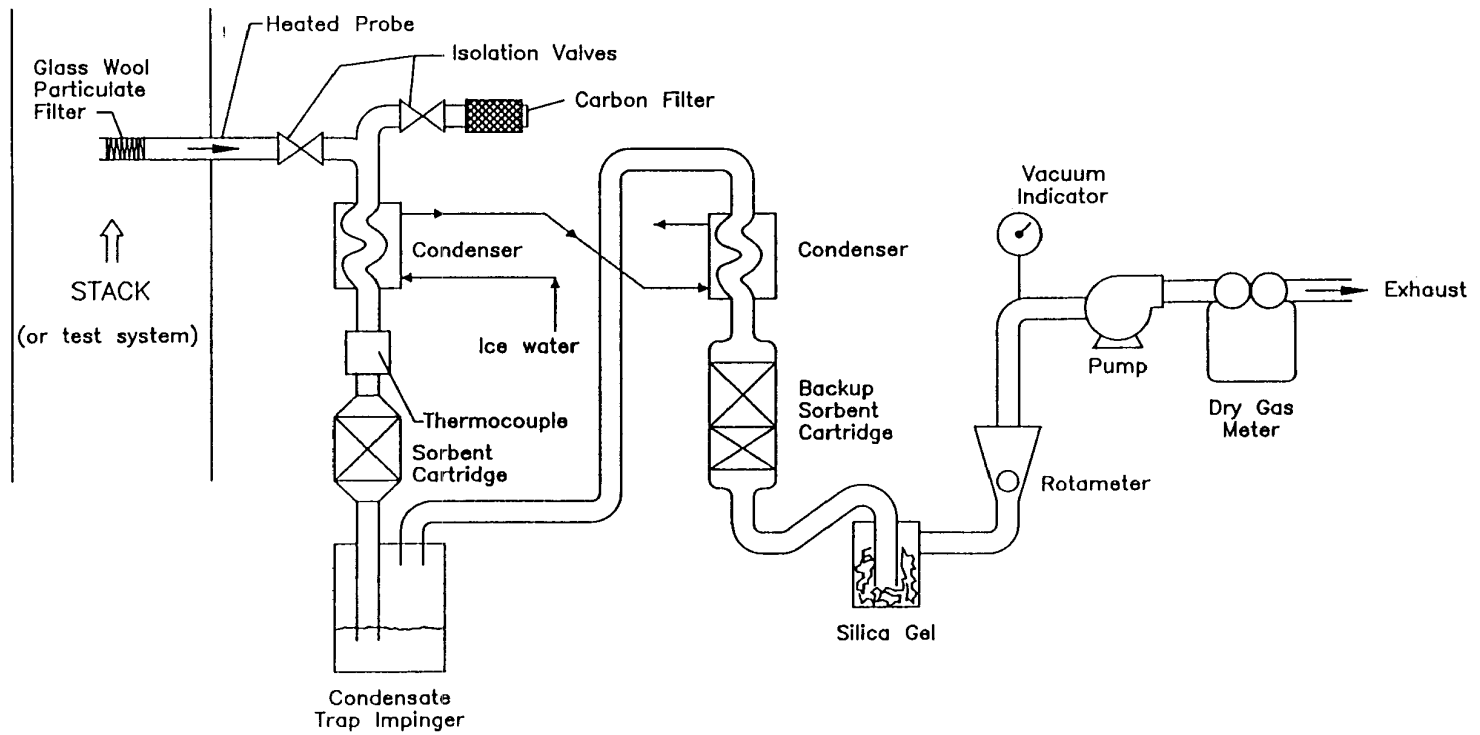 Heated Probe
Isolation Valves
Glass Wool
Particulate
Filter
Carbon Filter
Vacuum
Indicator
Condenser
Condenser
STACK
(or test system)
Exhaust
Ice water
Pump
Thermocouple
Backup
Sorbent
Cartridge
Dry Gas
Meter
Sorbent
Cartridge
Rotameter
Silica Gel
Condensate
Trap Impinger